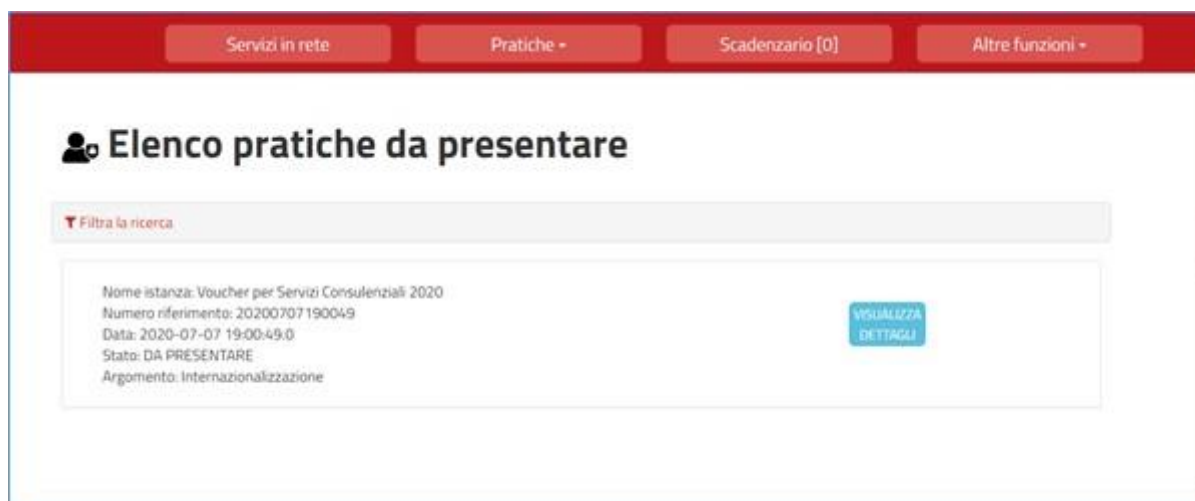 Servizi in rete Pratiche Scadenzario [0] Altre funzioni
Elenco pratiche da presentare
Filtra la ricerca
Nome istanza: Voucher per Servizi Consulenziali 2020
Numero riferimento: 20200707190049
Data: 2020-07-07 19:00:49.0
Stato: DA PRESENTARE
Argomento: Internazionalizzazione
VISUALIZZA
DETTAGLI